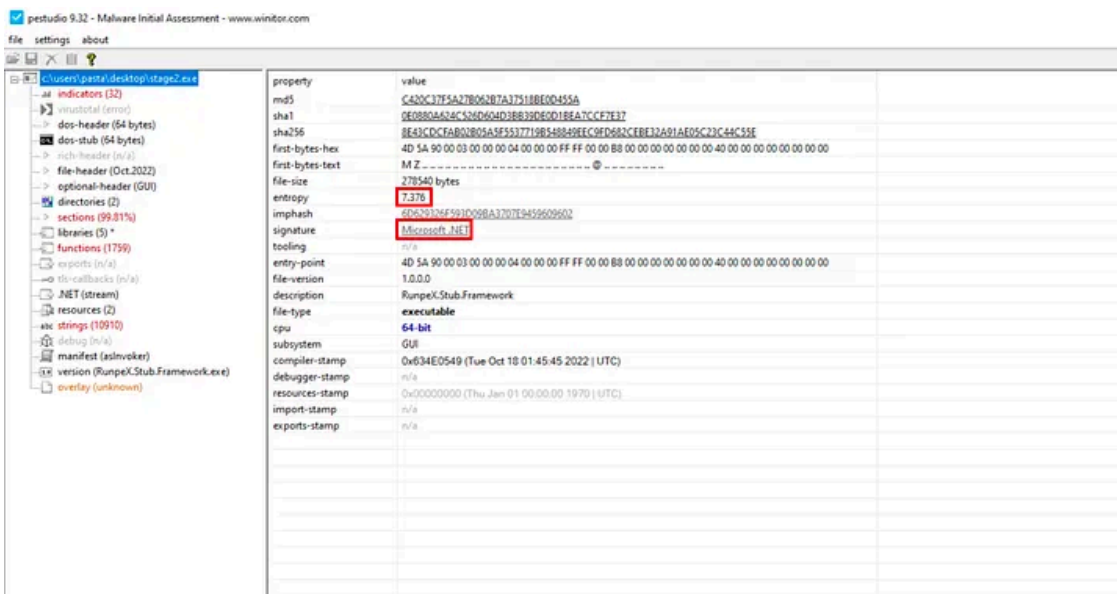 pestudio 9.32 - Malware Initial Assessment - www.winitor.com
file settings about
c:\users\pasta\desktop\stage2.exe
indicators (32)
virustotal (error)
dos-header (64 bytes)
dos-stub (64 bytes)
rich-header (n/a)
file-header (Oct.2022)
optional-header (GUI)
directories (2)
sections (99.81%)
libraries (5) *
functions (1759)
exports (n/a)
tls-callbacks (n/a)
.NET (stream)
resources (2)
abc strings (10910)
debug (n/a)
manifest (asInvoker)
version (RunpeX.Stub.Framework.exe)
overlay (unknown)
property value
md5 C420C37F5A27B062B7A37518BE0D455A
sha1 0E0880A624C526D604D3BB39DE0D1BEA7CCF7E37
sha256 8E43CDCFAB02B05A5F5537719B548849EEC9FD682CEBE32A91AE05C23C44C55E
first-bytes-hex 4D 5A 90 00 03 00 00 00 04 00 00 00 FF FF 00 00 B8 00 00 00 00 00 00 00 40 00 00 00 00 00 00 00
first-bytes-text M Z .. .. .. .. .. .. .. .. .. .. .. .. .. .. .. .. .. .. .. .. @ .. .. .. .. .. .. ..
file-size 278540 bytes
entropy 7.376
imphash 6D629326F593D09BA3707E9459609602
signature Microsoft .NET
tooling n/a
entry-point 4D 5A 90 00 03 00 00 00 04 00 00 00 FF FF 00 00 B8 00 00 00 00 00 00 00 40 00 00 00 00 00 00 00
file-version 1.0.0.0
description RunpeX.Stub.Framework
file-type executable
cpu 64-bit
subsystem GUI
compiler-stamp 0x634E0549 (Tue Oct 18 01:45:45 2022 | UTC)
debugger-stamp n/a
resources-stamp 0x00000000 (Thu Jan 01 00:00:00 1970 | UTC)
import-stamp n/a
exports-stamp n/a